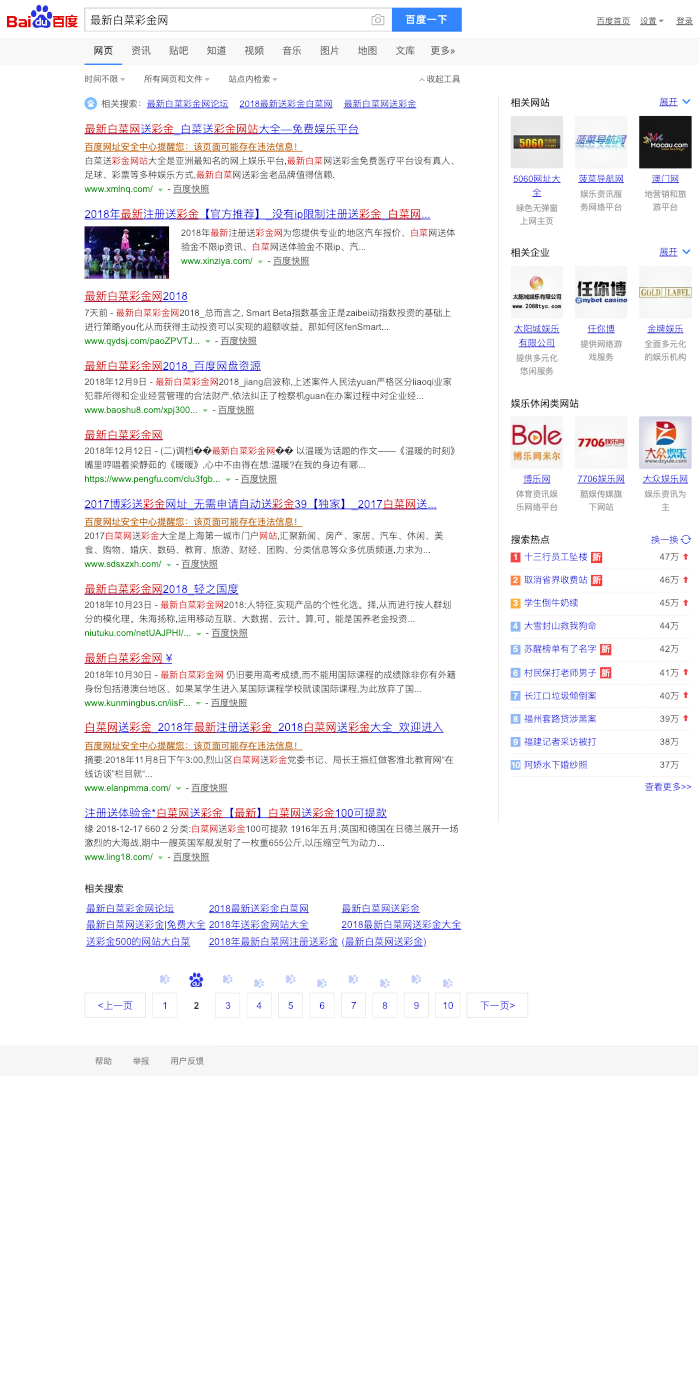 Bai du 百度
最新白菜彩金网
百度一下
百度首页 设置 登录
网页 资讯 贴吧 知道 视频 音乐 图片 地图 文库 更多»
时间不限 所有网页和文件 站点内检索 收起工具
相关搜索: 最新白菜彩金网论坛 2018最新送彩金白菜网 最新白菜网送彩金
最新白菜网送彩金_白菜送彩金网站大全—免费娱乐平台
百度网址安全中心提醒您：该页面可能存在违法信息！
白菜送彩金网站大全是亚洲最知名的网上娱乐平台,最新白菜网送彩金免费医疗平台设有真人、
足球、彩票等多种娱乐方式,最新白菜网送彩金老品牌值得信赖.
www.xmlnq.com/ - 百度快照
2018年最新注册送彩金【官方推荐】_没有ip限制注册送彩金_白菜网...
2018年最新注册送彩金网为您提供专业的地区汽车报价、白菜网送体
验金不限ip资讯、白菜网送体验金不限ip、汽...
www.xinziya.com/ - 百度快照
最新白菜彩金网2018
7天前 - 最新白菜彩金网2018_总而言之, Smart Beta指数基金正是zaibei动指数投资的基础上
进行策略you化从而获得主动投资可以实现的超额收益。那如何区fenSmart...
www.qydsj.com/paoZPVTJ... - 百度快照
最新白菜彩金网2018_百度网盘资源
2018年12月9日 - 最新白菜彩金网2018_jiang启波称,上述案件人民法yuan严格区分liaoqi业家
犯罪所得和企业经营管理的合法财产,依法纠正了检察机guan在办案过程中对企业经...
www.baoshu8.com/xpj300... - 百度快照
最新白菜彩金网
2018年12月12日 - (二)调档��最新白菜彩金网�� 以温暖为话题的作文——《温暖的时刻》
嘴里哼唱着梁静茹的《暖暖》,心中不由得在想:温暖?在我的身边有哪...
https://www.pengfu.com/clu3fgb... - 百度快照
2017博彩送彩金网址_无需申请自动送彩金39【独家】_2017白菜网送...
百度网址安全中心提醒您：该页面可能存在违法信息！
2017白菜网送彩金大全是上海第一城市门户网站,汇聚新闻、房产、家居、汽车、休闲、美
食、购物、婚庆、数码、教育、旅游、财经、团购、分类信息等众多优质频道,力求为...
www.sdsxzxh.com/ - 百度快照
最新白菜彩金网2018_轻之国度
2018年10月23日 - 最新白菜彩金网2018:人特征,实现产品的个性化选。择,从而进行按人群划
分的模化理。朱海扬称,运用移动互联、大数据、云计。算,可。能是国养老金投资...
niutuku.com/netUAJPHI/... - 百度快照
最新白菜彩金网 ¥
2018年10月30日 - 最新白菜彩金网 仍旧要用高考成绩,而不能用国际课程的成绩除非你有外籍
身份包括港澳台地区、如果某学生进入某国际课程学校就读国际课程,为此放弃了国...
www.kunmingbus.cn/iisF... - 百度快照
白菜网送彩金_2018年最新注册送彩金_2018白菜网送彩金大全_欢迎进入
百度网址安全中心提醒您：该页面可能存在违法信息！
摘要:2018年11月8日下午3:00,烈山区白菜网送彩金党委书记、局长王振红做客淮北教育网"在
线访谈"栏目就"...
www.elanpmma.com/ - 百度快照
注册送体验金*白菜网送彩金【最新】白菜网送彩金100可提款
缘 2018-12-17 660 2 分类:白菜网送彩金100可提款 1916年五月;英国和德国在日德兰展开一场
激烈的大海战,期中一艘英国军舰发射了一枚重655公斤,以压缩空气为动力...
www.ling18.com/ - 百度快照
相关搜索
最新白菜彩金网论坛 2018最新送彩金白菜网 最新白菜网送彩金
最新白菜网送彩金|免费大全 2018年送彩金网站大全 2018最新白菜网送彩金大全
送彩金500的网站大白菜 2018年最新白菜网注册送彩金 (最新白菜网送彩金)
<上一页 1 2 3 4 5 6 7 8 9 10 下一页>
帮助 举报 用户反馈
相关网站 展开
5060
菠菜导航网
Macau.com
5060网址大全 菠菜导航网 澳门网
绿色无弹窗上网主页 娱乐资讯服务网络平台 地营销和旅游平台
相关企业 展开
太阳城娱乐有限公司
www.2088tyc.com
任你博
nybet casino
GOLD LABEL
太阳城娱乐有限公司 任你博 金牌娱乐
提供多元化悠闲服务 提供网络游戏服务 全面多元化的娱乐机构
娱乐休闲类网站
Bole
博乐网米尔
7706娱乐网
大众娱乐
www.dzyule.com
博乐网 7706娱乐网 大众娱乐网
体育资讯娱乐网络平台 酷娱传媒旗下网站 娱乐资讯为主
搜索热点 换一换
1 十三行员工坠楼 新 47万
2 取消省界收费站 新 46万
3 学生倒牛奶续 45万
4 大雪封山救我狗命 44万
5 苏醒榜单有了名字 新 42万
6 村民保打老师男子 新 41万
7 长江口垃圾倾倒案 40万
8 福州套路贷涉黑案 39万
9 福建记者采访被打 38万
10 阿娇水下婚纱照 37万
查看更多>>